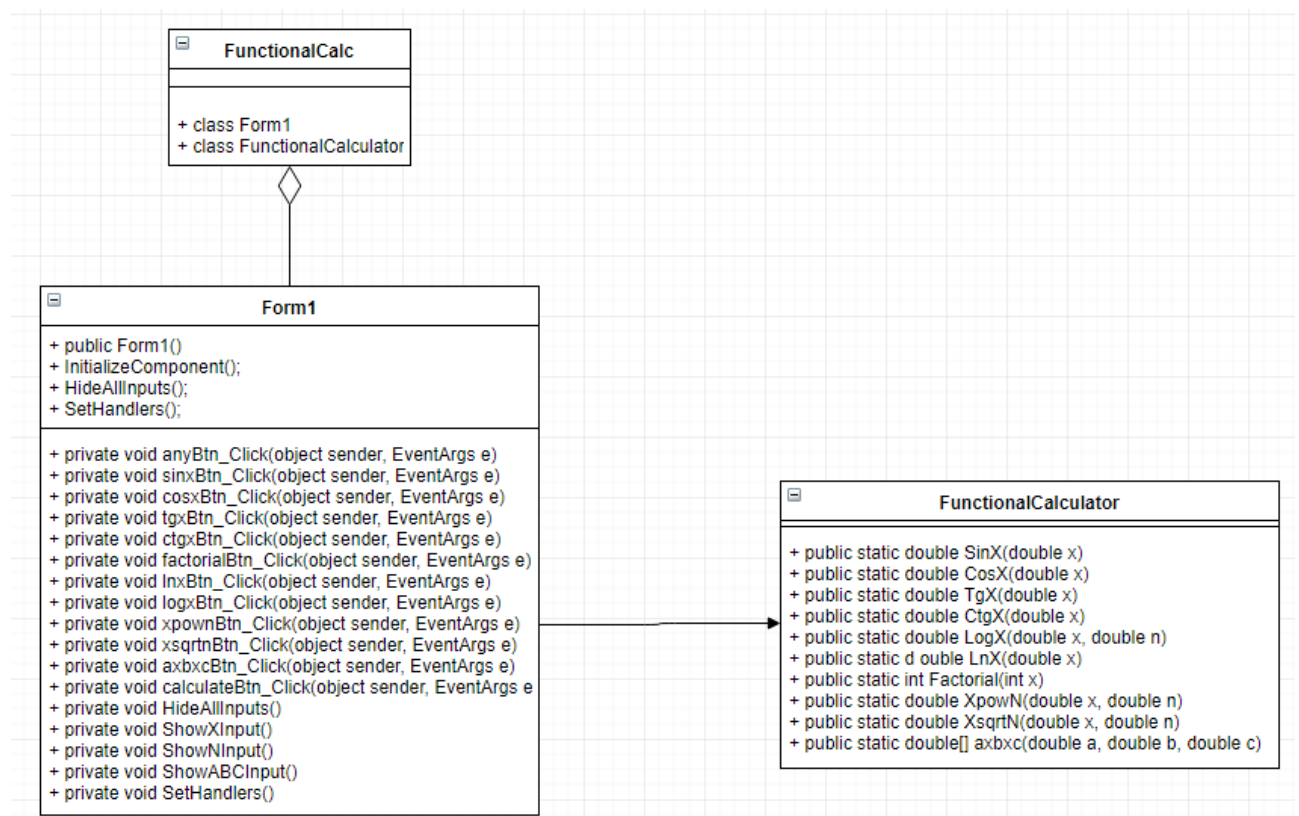 FunctionalCalc
+ class Form1
+ class FunctionalCalculator
Form1
+ public Form1()
+ InitializeComponent();
+ HideAllInputs();
+ SetHandlers();
+ private void anyBtn_Click(object sender, EventArgs e)
+ private void sinxBtn_Click(object sender, EventArgs e)
+ private void cosxBtn_Click(object sender, EventArgs e)
+ private void tgxBtn_Click(object sender, EventArgs e)
+ private void ctgxBtn_Click(object sender, EventArgs e)
+ private void factorialBtn_Click(object sender, EventArgs e)
+ private void lnxBtn_Click(object sender, EventArgs e)
+ private void logxBtn_Click(object sender, EventArgs e)
+ private void xpownBtn_Click(object sender, EventArgs e)
+ private void xsqrtnBtn_Click(object sender, EventArgs e)
+ private void axbxcBtn_Click(object sender, EventArgs e)
+ private void calculateBtn_Click(object sender, EventArgs e
+ private void HideAllInputs()
+ private void ShowXInput()
+ private void ShowNInput()
+ private void ShowABCInput()
+ private void SetHandlers()
FunctionalCalculator
+ public static double SinX(double x)
+ public static double CosX(double x)
+ public static double TgX(double x)
+ public static double CtgX(double x)
+ public static double LogX(double x, double n)
+ public static d ouble LnX(double x)
+ public static int Factorial(int x)
+ public static double XpowN(double x, double n)
+ public static double XsqrtN(double x, double n)
+ public static double[] axbxc(double a, double b, double c)